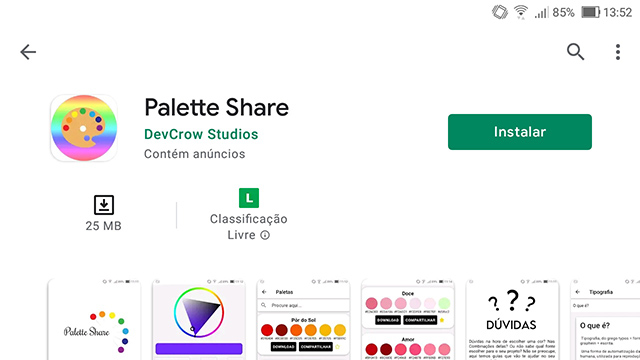 85% 13:52
Palette Share
DevCrow Studios
Contém anúncios
Instalar
25 MB
L
Classificação
Livre
Palette Share
Paletas
Procure aqui...
Pôr do Sol
DOWNLOAD COMPARTILHAR
Doce
DOWNLOAD COMPARTILHAR
Amor
???
DÚVIDAS
Tipografia
O que é?
O que é?